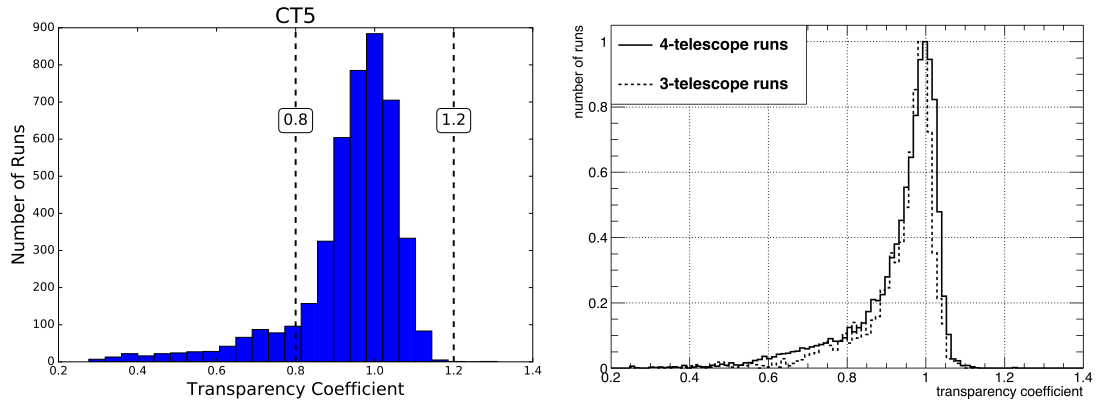 CT5
Number of Runs
900
800
700
600
500
400
300
200
100
0
0.8
1.2
0.2 0.4 0.6 0.8 1.0 1.2 1.4
Transparency Coefficient
number of runs
4-telescope runs
3-telescope runs
1
0.8
0.6
0.4
0.2
0
0.2 0.4 0.6 0.8 1 1.2 1.4
transparency coefficient